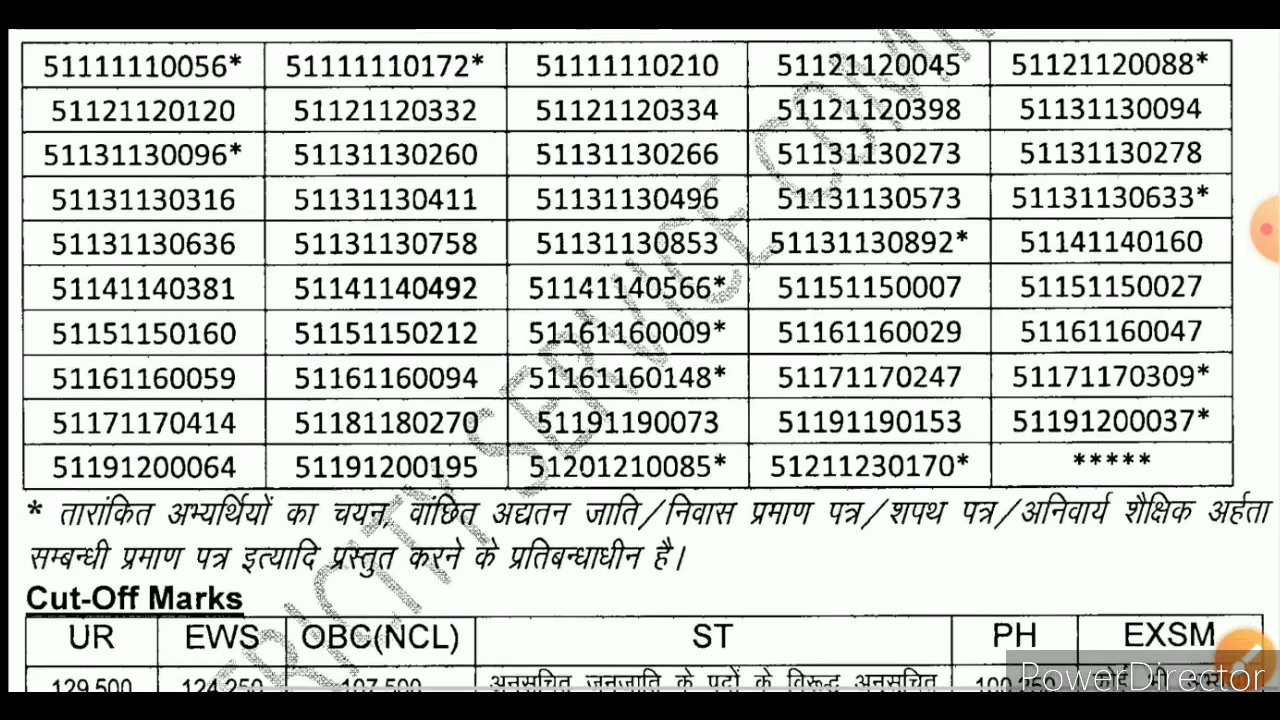 51111110056* 51111110172* 51111110210 51121120045 51121120088*
51121120120 51121120332 51121120334 51121120398 51131130094
51131130096* 51131130260 51131130266 51131130273 51131130278
51131130316 51131130411 51131130496 51131130573 51131130633*
51131130636 51131130758 51131130853 51131130892* 51141140160
51141140381 51141140492 51141140566* 51151150007 51151150027
51151150160 51151150212 51161160009* 51161160029 51161160047
51161160059 51161160094 51161160148* 51171170247 51171170309*
51171170414 51181180270 51191190073 51191190153 51191200037*
51191200064 51191200195 51201210085* 51211230170* *****
* तारांकित अभ्यर्थियों का चयन, वांछित अद्यतन जाति/निवास प्रमाण पत्र/शपथ पत्र/अनिवार्य शैक्षिक अर्हता
सम्बन्धी प्रमाण पत्र इत्यादि प्रस्तुत करने के प्रतिबन्धाधीन है।
Cut-Off Marks
UR EWS OBC(NCL) ST PH EXSM
129.500 124.250 107.500 अनुसूचित जनजाति के पदों के विरूद्ध अनुसूचित
PowerDirector